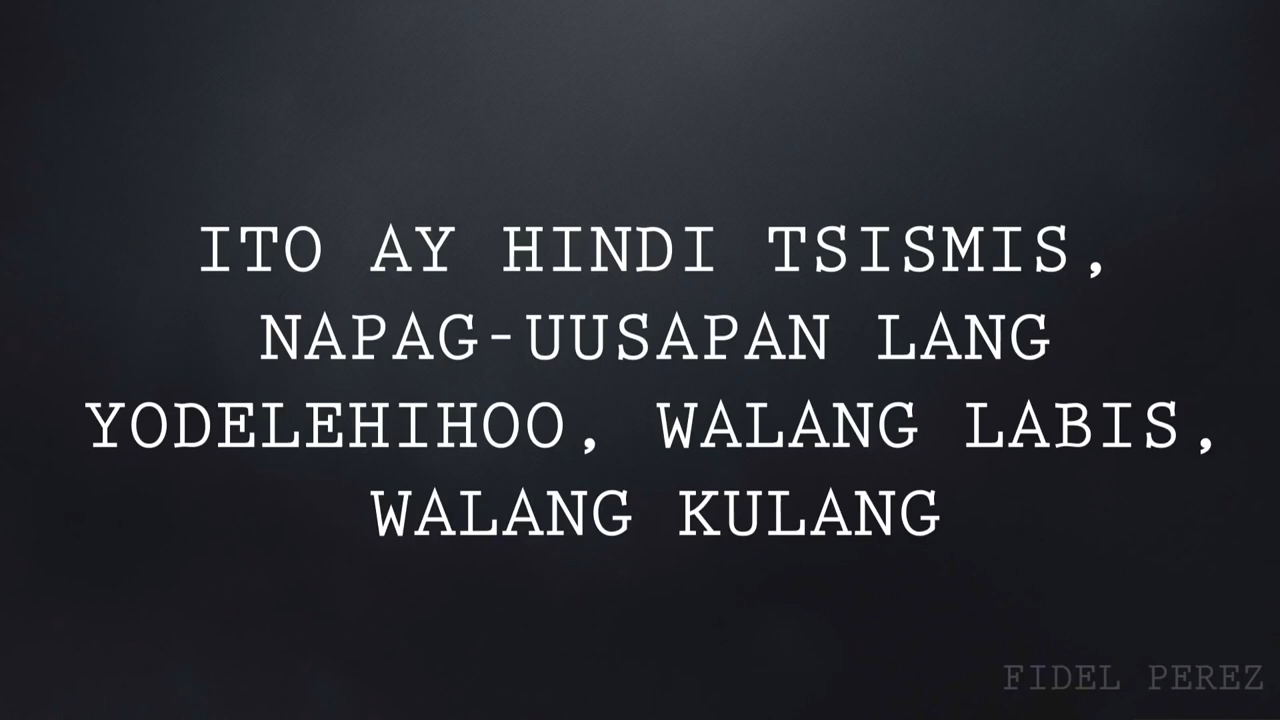 ITO AY HINDI TSISMIS,
NAPAG-UUSAPAN LANG
YODELEHIHOO, WALANG LABIS,
WALANG KULANG
FIDEL PEREZ